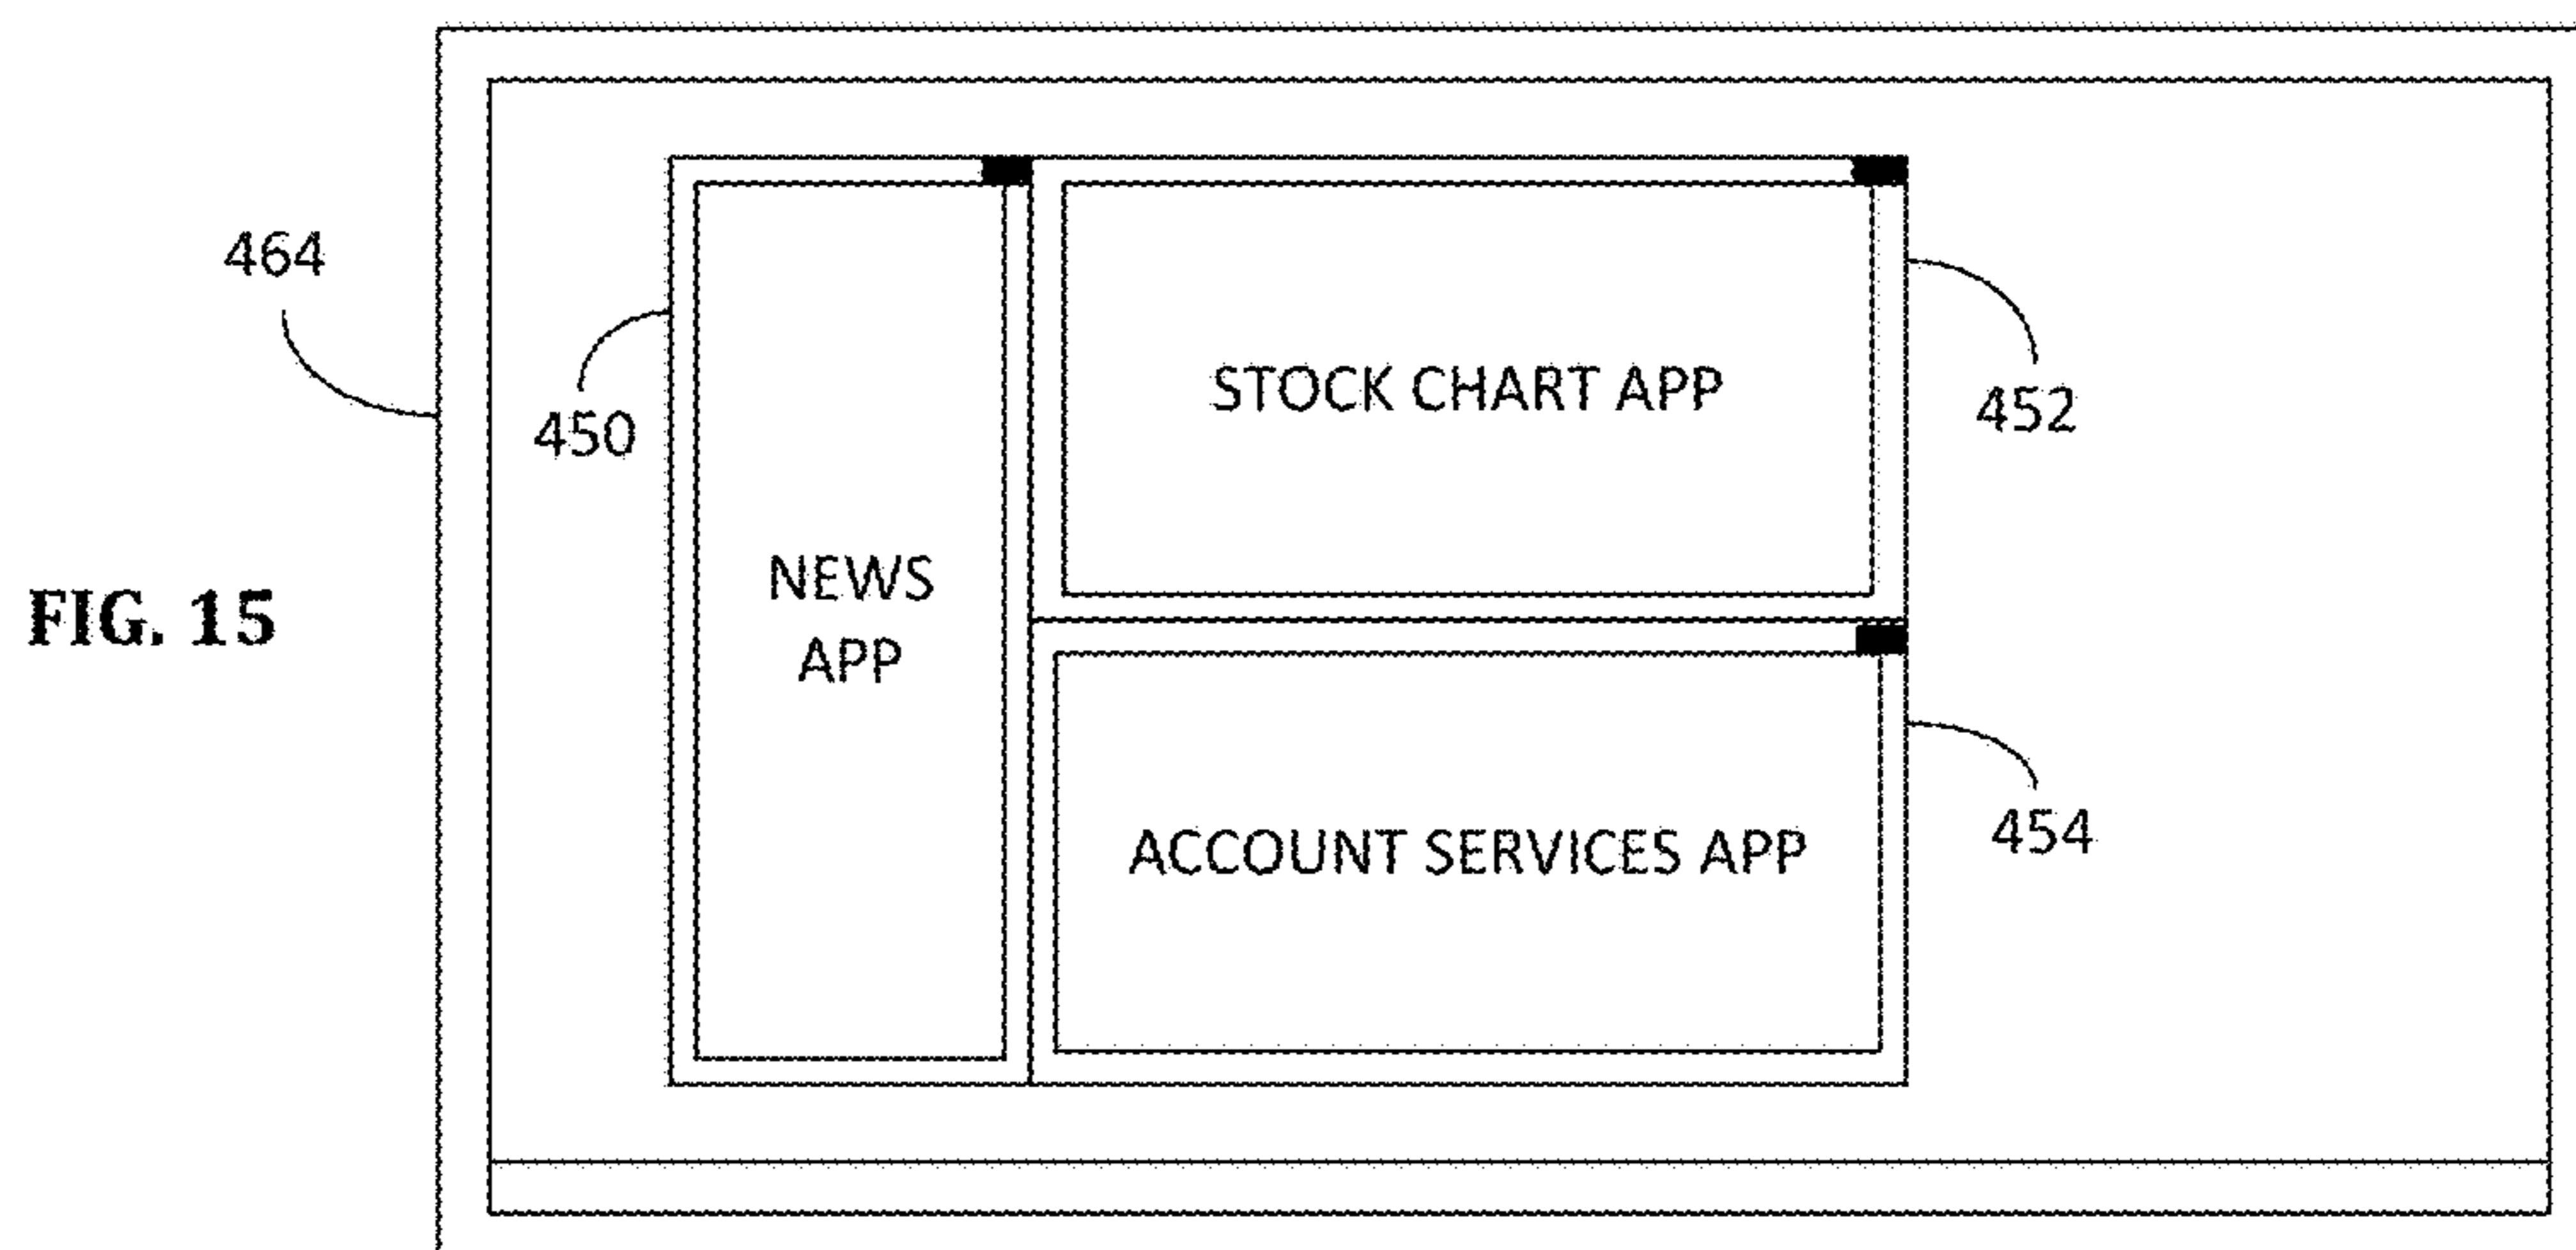 464
450
452
STOCK CHART APP
NEWS
APP
FIG. 15
454
ACCOUNT SERVICES APP